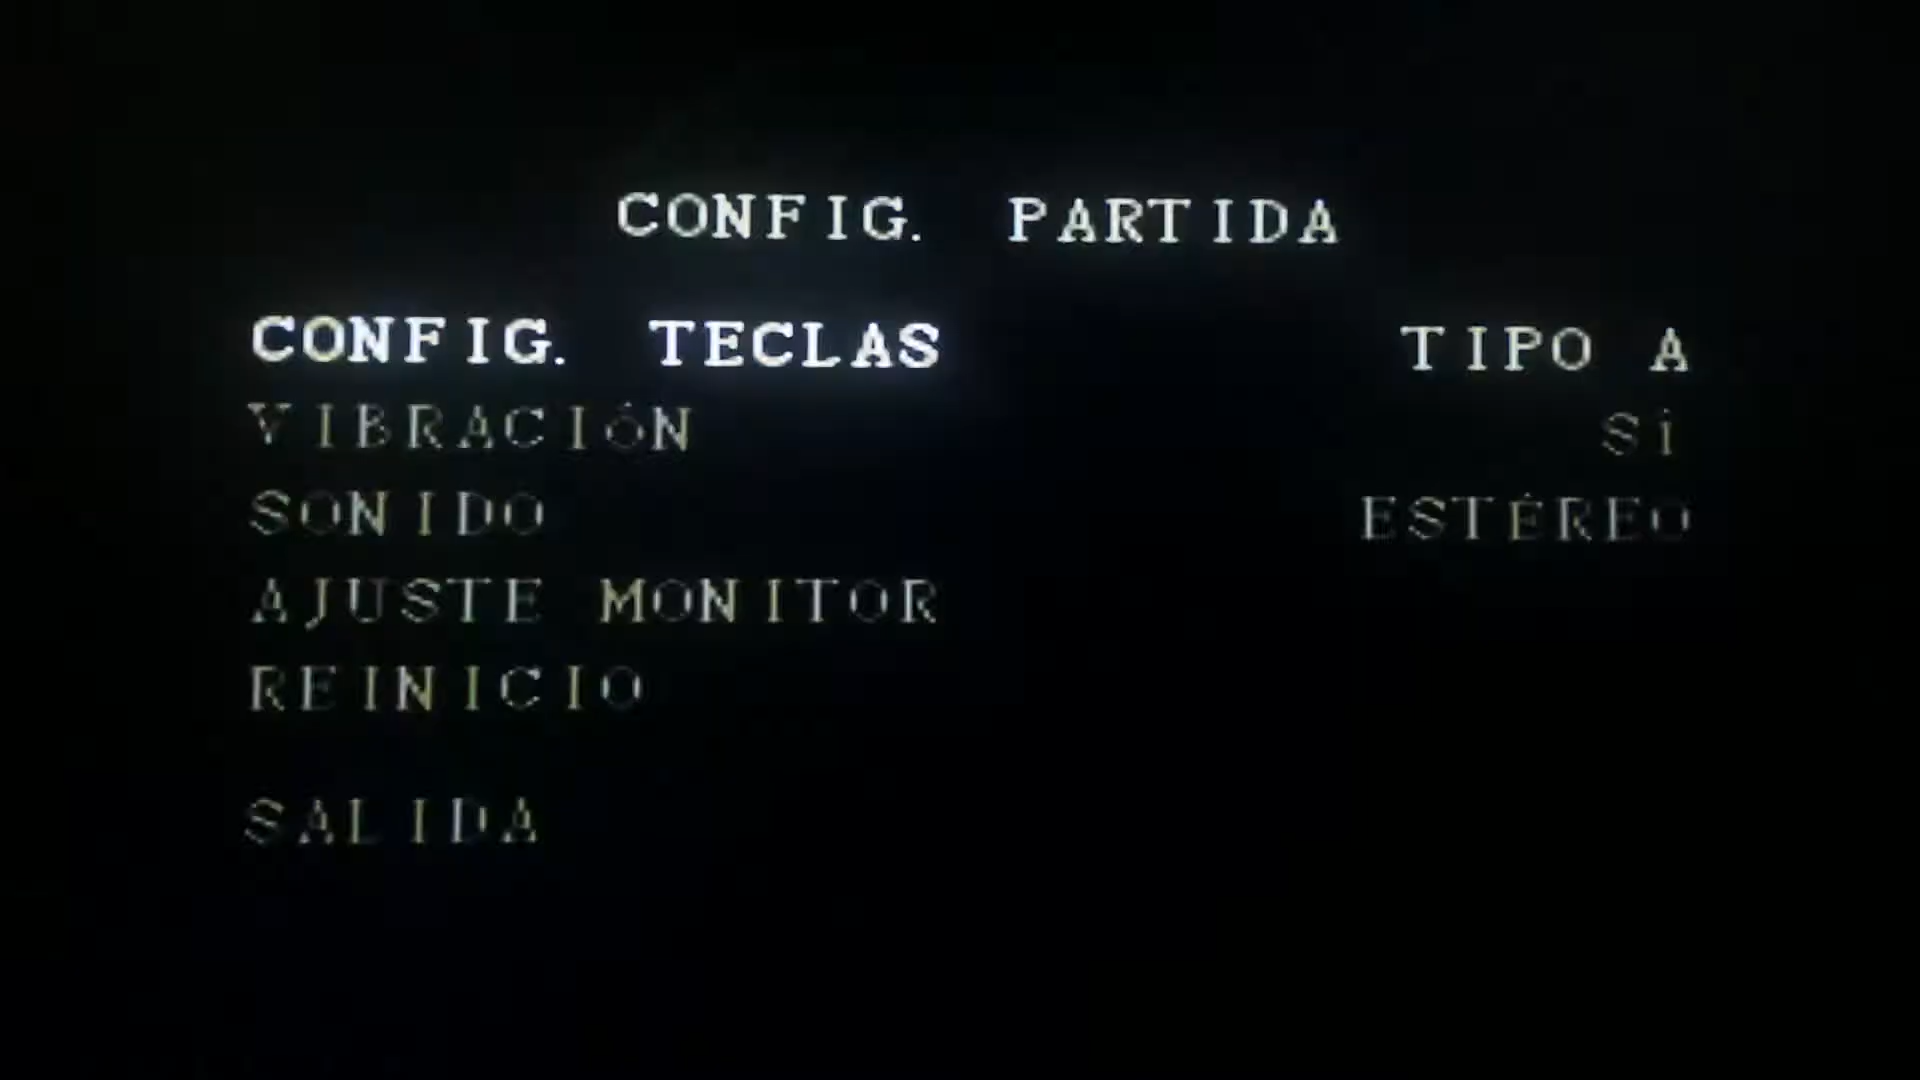 CONFIG. PARTIDA
CONFIG. TECLAS TIPO A
VIBRACIÓN SÍ
SONIDO ESTÉREO
AJUSTE MONITOR
REINICIO
SALIDA